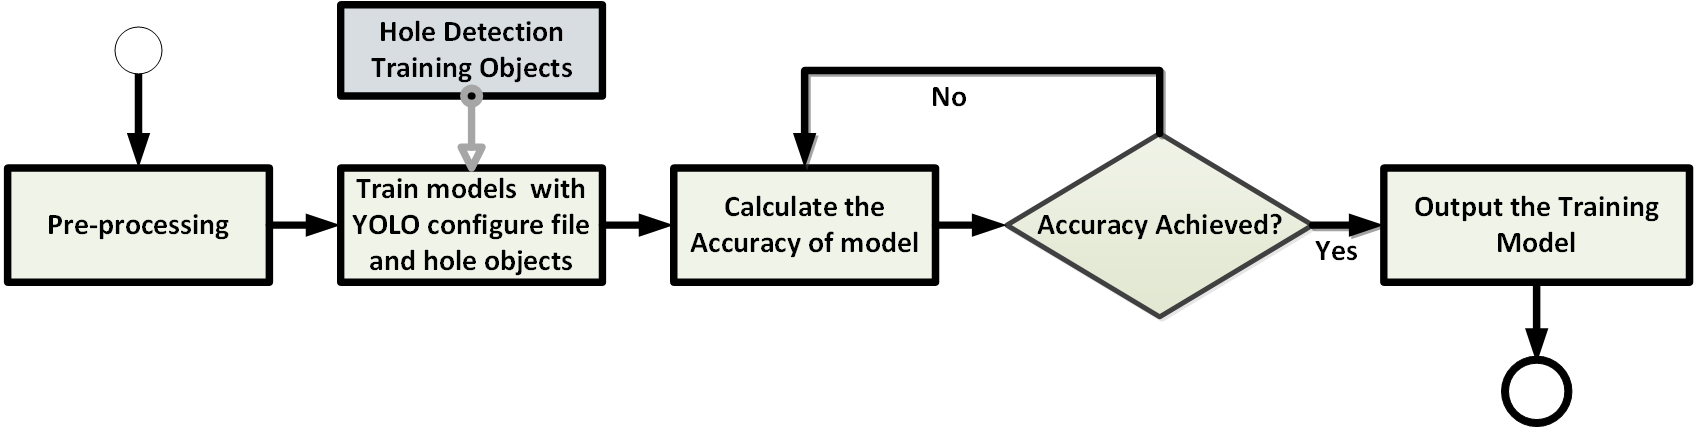 Hole Detection
Training Objects
No
Pre-processing
Train models with
YOLO configure file
and hole objects
Calculate the
Accuracy of model
Accuracy Achieved?
Yes
Output the Training
Model